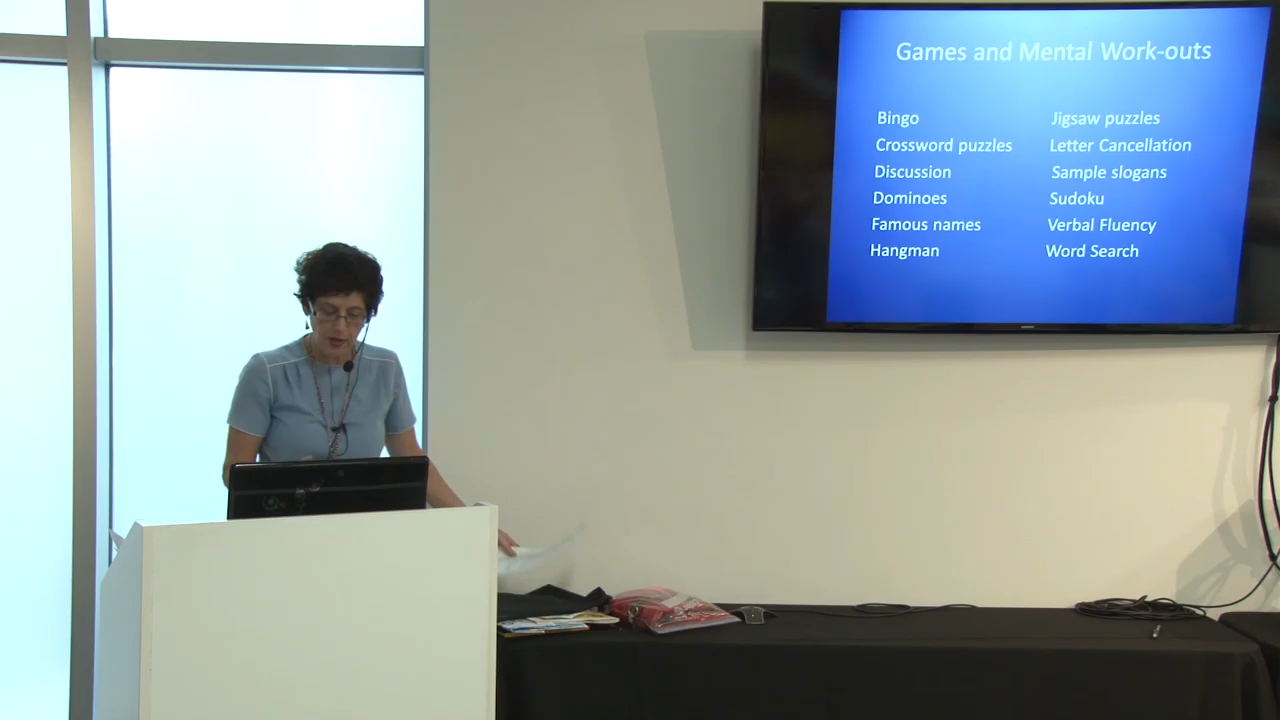 Games and Mental Work-outs
Bingo
Crossword puzzles
Discussion
Dominoes
Famous names
Hangman
Jigsaw puzzles
Letter Cancellation
Sample slogans
Sudoku
Verbal Fluency
Word Search